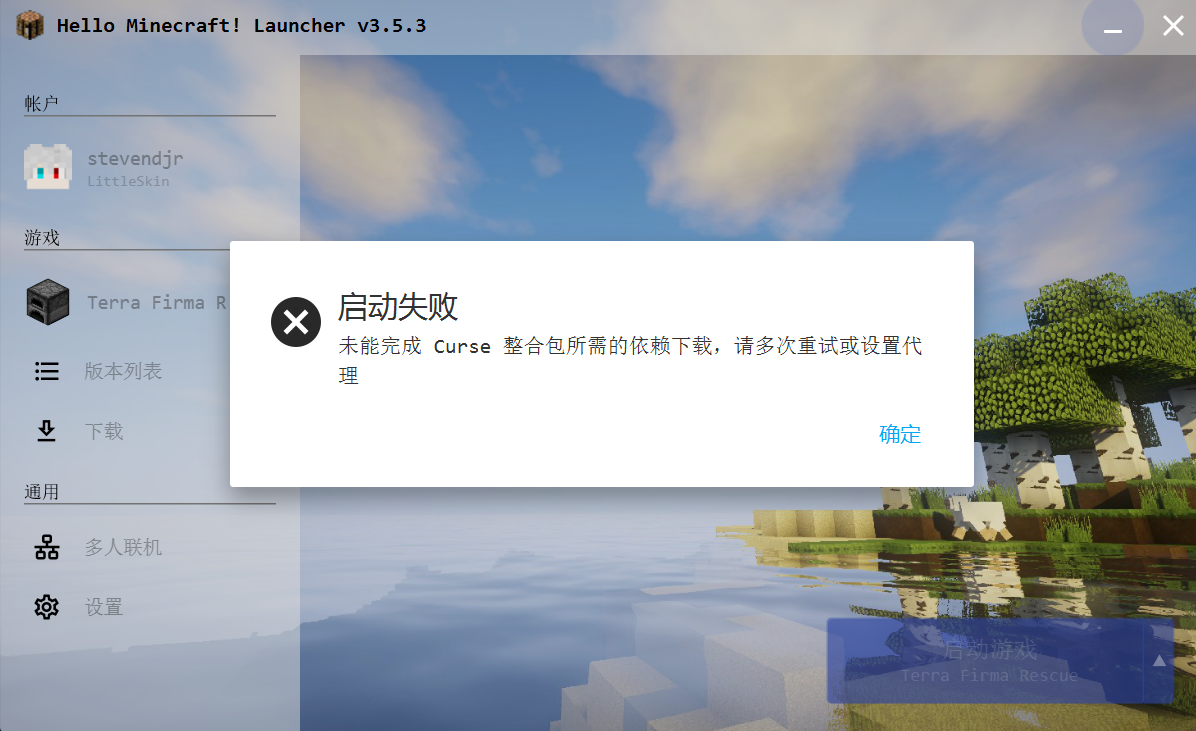 Hello Minecraft! Launcher v3.5.3
帐户
stevendjr
LittleSkin
游戏
Terra Firma R
版本列表
下载
通用
多人联机
设置
启动失败
未能完成 Curse 整合包所需的依赖下载，请多次重试或设置代
理
确定
启动游戏
Terra Firma Rescue